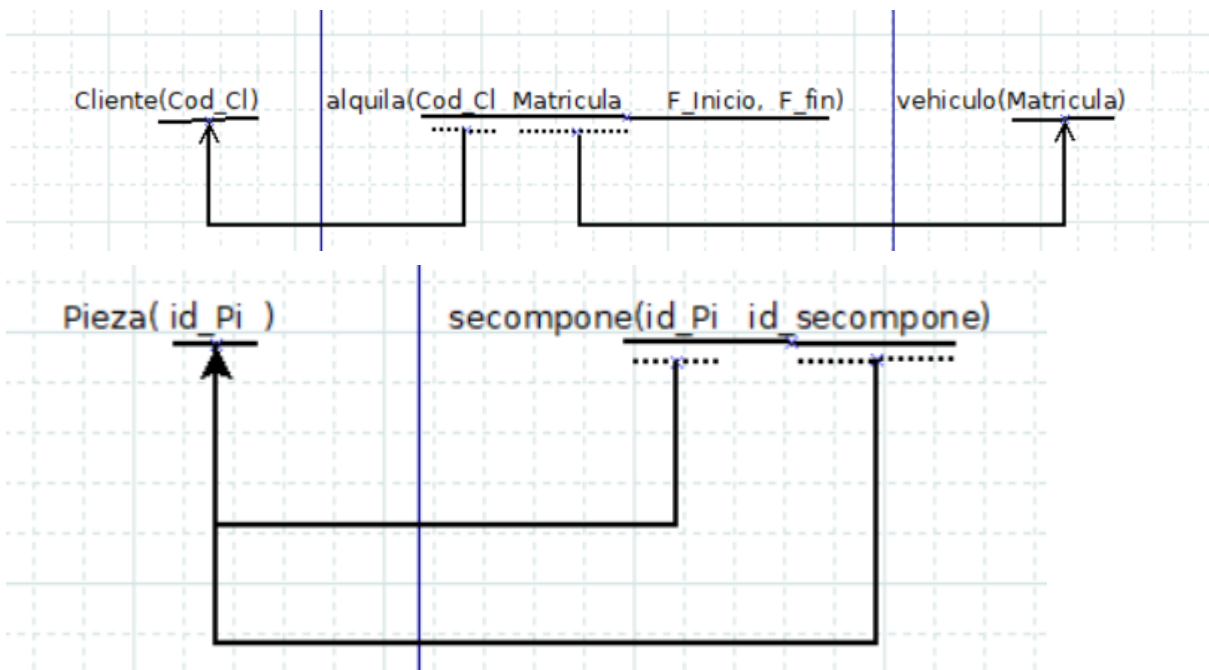 Cliente(Cod_Cl) alquila(Cod_Cl Matricula F_Inicio, F_fin) vehiculo(Matricula)
Pieza( id_Pi ) secompone(id_Pi id_secompone)